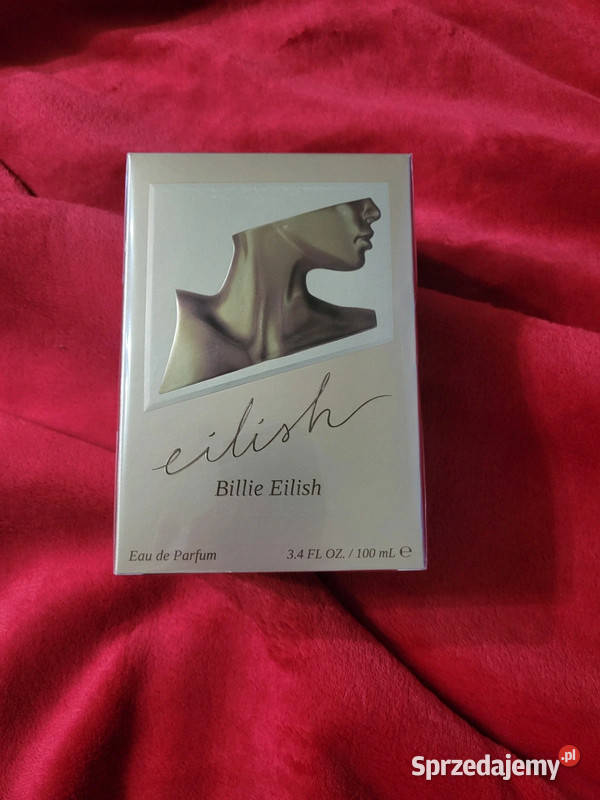 eilish
Billie Eilish
Eau de Parfum
3.4 FL OZ. / 100 mL ℮
Sprzedajemy.pl